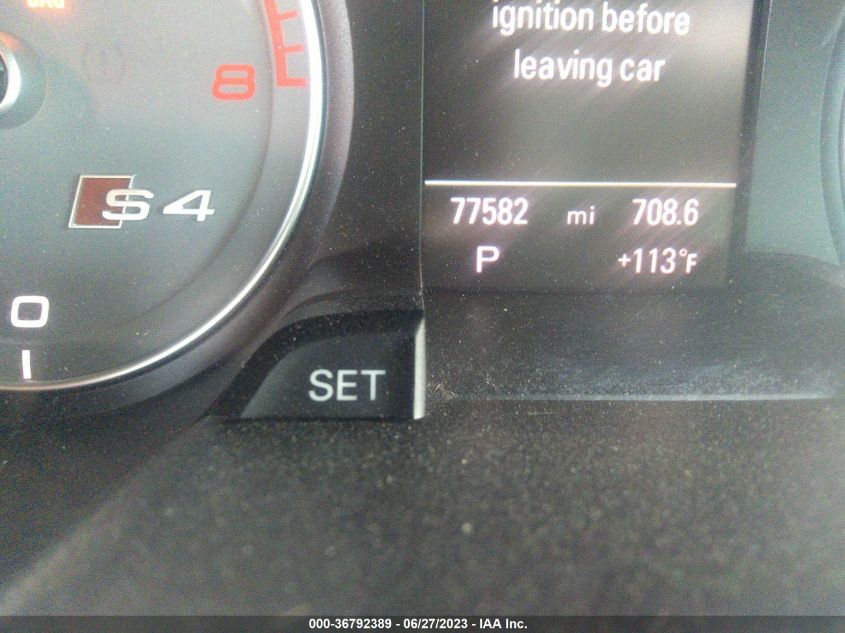 8
S4
0
ignition before
leaving car
77582 mi 708.6
P +113°F
SET
000-36792389 - 06/27/2023 - IAA Inc.